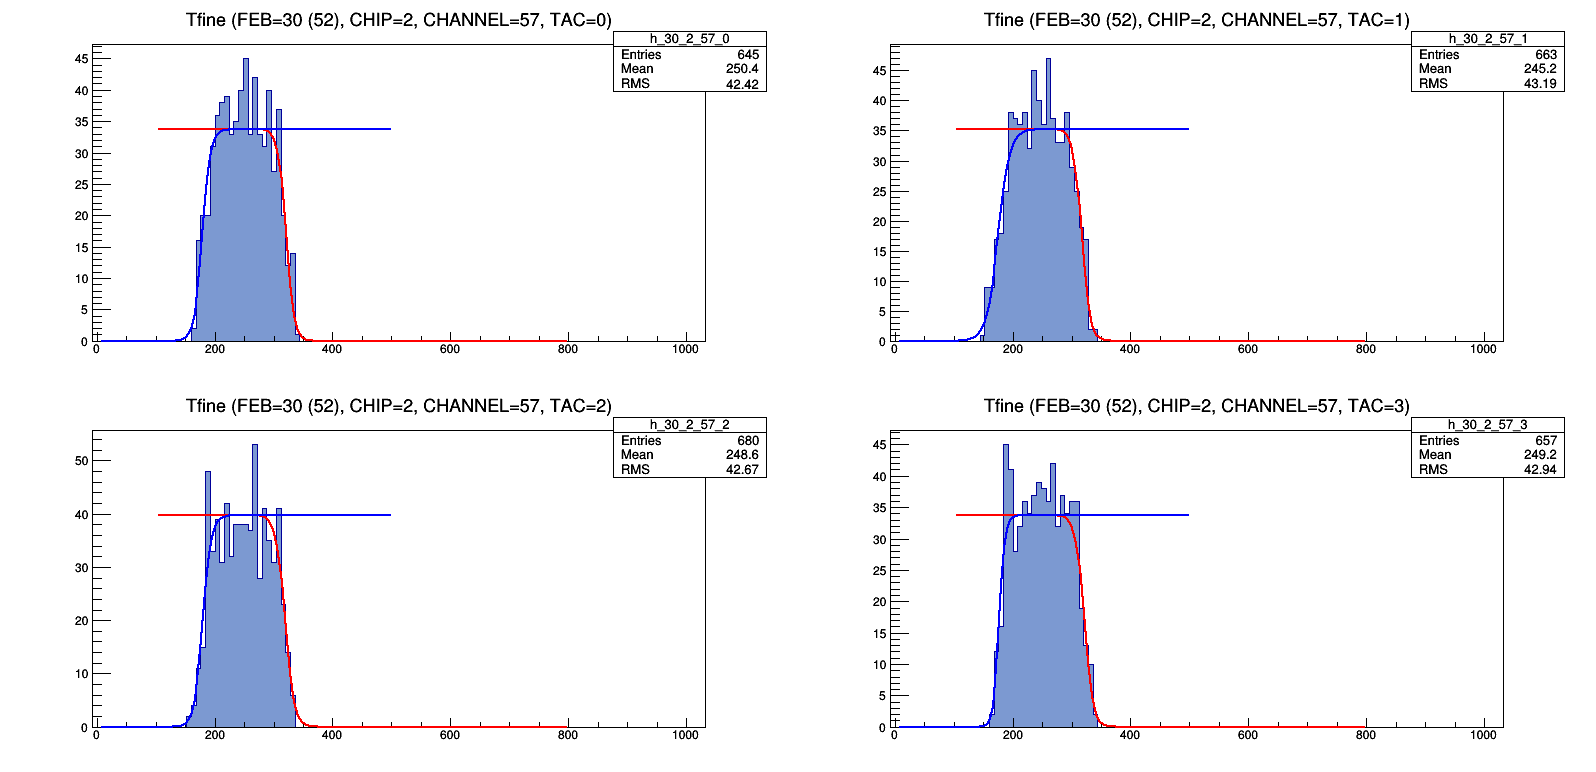 Tfine (FEB=30 (52), CHIP=2, CHANNEL=57, TAC=0)
h_30_2_57_0
Entries 645
Mean 250.4
RMS 42.42
45
40
35
30
25
20
15
10
5
0
0 200 400 600 800 1000
Tfine (FEB=30 (52), CHIP=2, CHANNEL=57, TAC=1)
h_30_2_57_1
Entries 663
Mean 245.2
RMS 43.19
45
40
35
30
25
20
15
10
5
0
0 200 400 600 800 1000
Tfine (FEB=30 (52), CHIP=2, CHANNEL=57, TAC=2)
h_30_2_57_2
Entries 680
Mean 248.6
RMS 42.67
50
40
30
20
10
0
0 200 400 600 800 1000
Tfine (FEB=30 (52), CHIP=2, CHANNEL=57, TAC=3)
h_30_2_57_3
Entries 657
Mean 249.2
RMS 42.94
45
40
35
30
25
20
15
10
5
0
0 200 400 600 800 1000